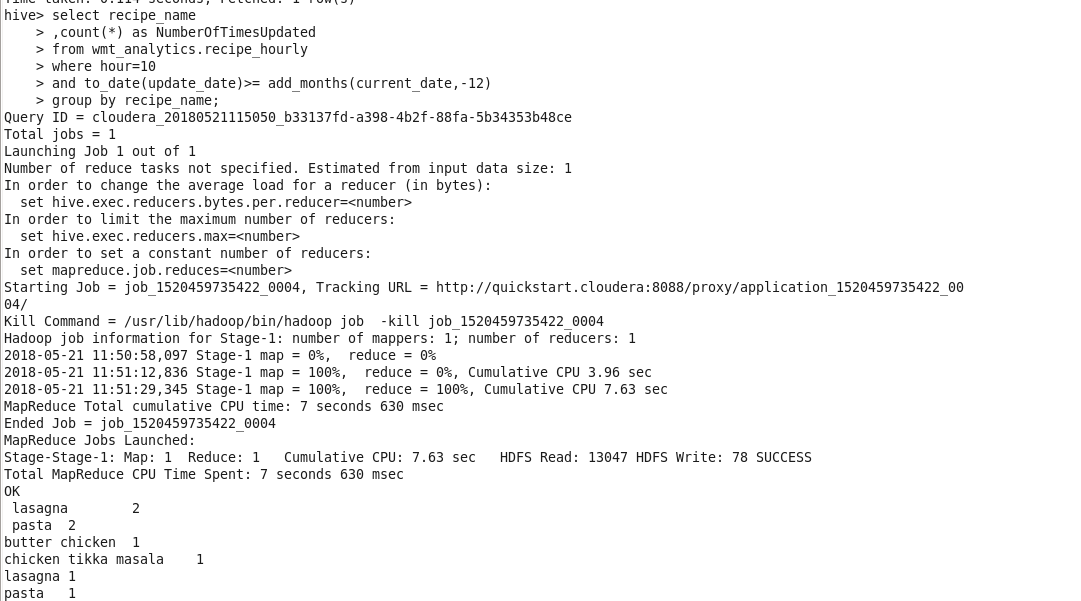 Time taken: 0.114 seconds, Fetched: 1 row(s)
hive> select recipe_name
    > ,count(*) as NumberOfTimesUpdated
    > from wmt_analytics.recipe_hourly
    > where hour=10
    > and to_date(update_date)>= add_months(current_date,-12)
    > group by recipe_name;
Query ID = cloudera_20180521115050_b33137fd-a398-4b2f-88fa-5b34353b48ce
Total jobs = 1
Launching Job 1 out of 1
Number of reduce tasks not specified. Estimated from input data size: 1
In order to change the average load for a reducer (in bytes):
  set hive.exec.reducers.bytes.per.reducer=<number>
In order to limit the maximum number of reducers:
  set hive.exec.reducers.max=<number>
In order to set a constant number of reducers:
  set mapreduce.job.reduces=<number>
Starting Job = job_1520459735422_0004, Tracking URL = http://quickstart.cloudera:8088/proxy/application_1520459735422_00
04/
Kill Command = /usr/lib/hadoop/bin/hadoop job  -kill job_1520459735422_0004
Hadoop job information for Stage-1: number of mappers: 1; number of reducers: 1
2018-05-21 11:50:58,097 Stage-1 map = 0%,  reduce = 0%
2018-05-21 11:51:12,836 Stage-1 map = 100%,  reduce = 0%, Cumulative CPU 3.96 sec
2018-05-21 11:51:29,345 Stage-1 map = 100%,  reduce = 100%, Cumulative CPU 7.63 sec
MapReduce Total cumulative CPU time: 7 seconds 630 msec
Ended Job = job_1520459735422_0004
MapReduce Jobs Launched:
Stage-Stage-1: Map: 1  Reduce: 1   Cumulative CPU: 7.63 sec   HDFS Read: 13047 HDFS Write: 78 SUCCESS
Total MapReduce CPU Time Spent: 7 seconds 630 msec
OK
 lasagna        2
 pasta  2
butter chicken  1
chicken tikka masala    1
lasagna 1
pasta   1